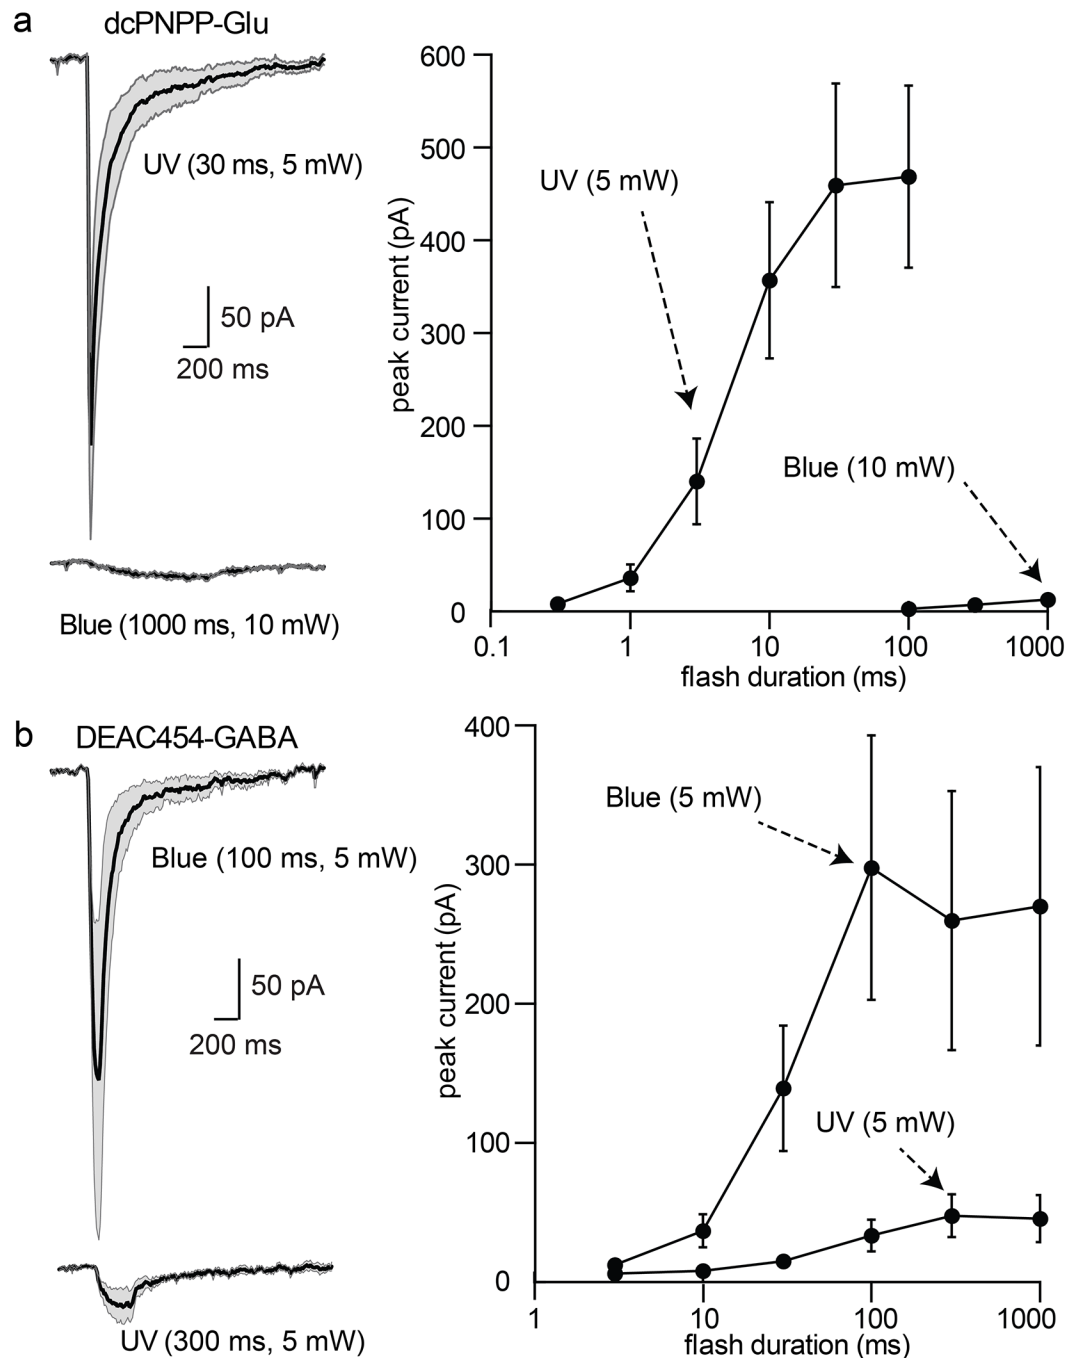 a
dcPNPP-Glu
UV (30 ms, 5 mW)
50 pA
200 ms
Blue (1000 ms, 10 mW)
600
500
400
300
200
100
0
peak current (pA)
UV (5 mW)
Blue (10 mW)
0.1 1 10 100 1000
flash duration (ms)
b
DEAC454-GABA
Blue (100 ms, 5 mW)
50 pA
200 ms
UV (300 ms, 5 mW)
400
300
200
100
0
peak current (pA)
Blue (5 mW)
UV (5 mW)
1 10 100 1000
flash duration (ms)